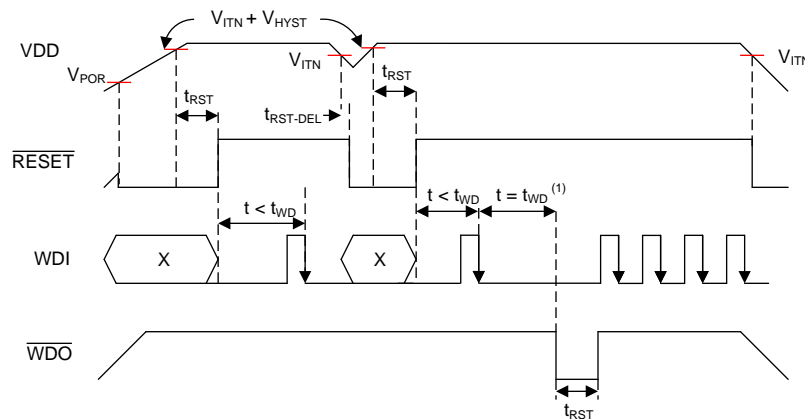 V_ITN + V_HYST
VDD
V_POR
V_ITN
V_ITN
t_RST
t_RST
t_RST-DEL
RESET
t < t_WD
t < t_WD
t = t_WD (1)
WDI
X
X
WDO
t_RST